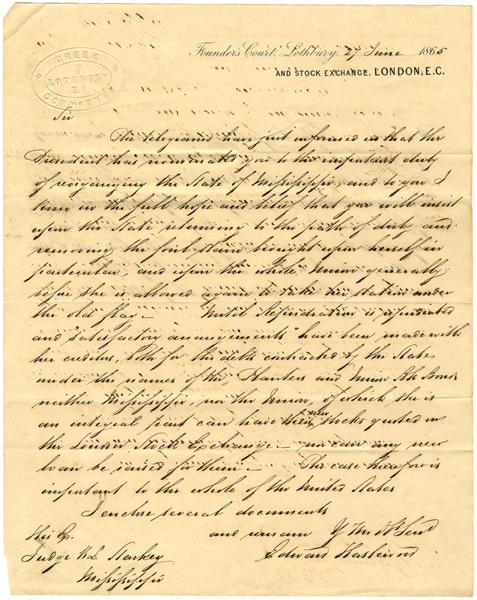 GREEK
LOTHBURY
E.C.
COMMITTEE
Founder's Court, Lothbury, 27 June 1865
AND STOCK EXCHANGE, LONDON, E.C.
Sir
The telegrams have just informed us that the
President has nominated you to the important duty
of reorganizing the State of Mississippi, and to you I
turn in the full hope and belief that you will insist
upon the State returning to the path of duty and
removing the foul stain brought upon herself in
particular and upon the whole Union generally
before she is allowed again to take her station under
the old flag — Until Repudiation is repudiated
and "satisfactory arrangements" have been made with
her creditors, both for the debts contracted by the State
under the names of the Planters and Union Bk Bonds
neither Mississippi, nor the Union, of which she is
an integral part can have their new stocks quoted on
the London Stock Exchange — nor can any new
loan be raised for them — The case therefore is
important to the whole of the United States
I enclose several documents
His E. and remain Yr Mo Ob Servt
Judge Wm L Sharkey Edward Haslewood
Mississippi